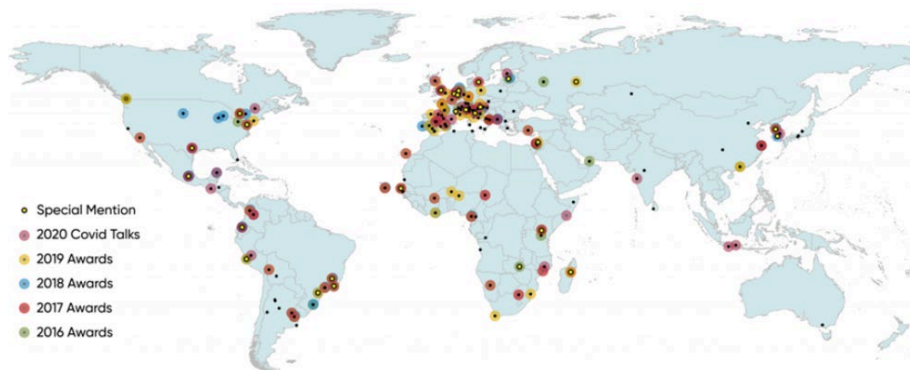 Special Mention
2020 Covid Talks
2019 Awards
2018 Awards
2017 Awards
2016 Awards